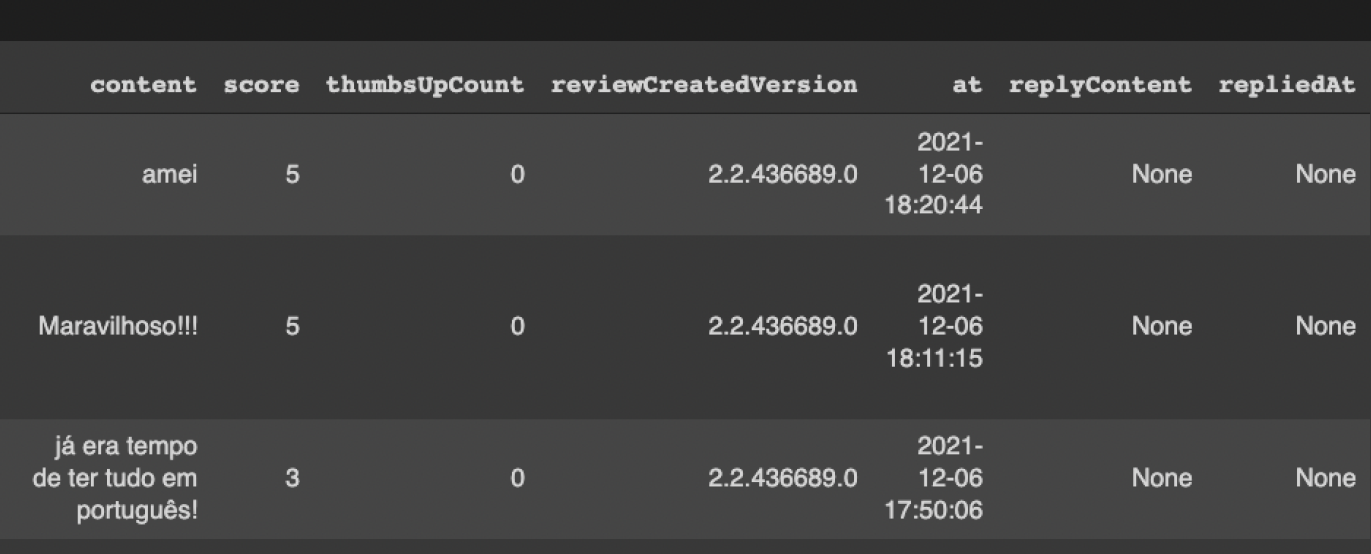 content score thumbsUpCount reviewCreatedVersion at replyContent repliedAt
2021-
amei 5 0 2.2.436689.0 12-06 None None
18:20:44
2021-
Maravilhoso!!! 5 0 2.2.436689.0 12-06 None None
18:11:15
já era tempo 2021-
de ter tudo em 3 0 2.2.436689.0 12-06 None None
português! 17:50:06